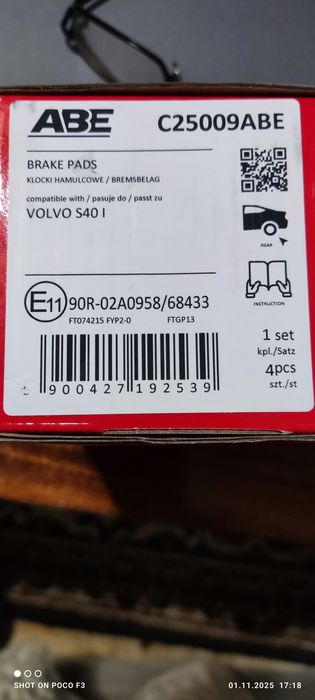 ABE C25009ABE
BRAKE PADS
KLOCKI HAMULCOWE / BREMSBELAG
compatible with / pasuje do / passt zu
VOLVO S40 I
REAR
INSTRUCTION
E11 90R-02A0958/68433
FT074215 FYP2-0 FTGP13
1 set
kpl./Satz
4pcs
szt./st
900427 192539
SHOT ON POCO F3
01.11.2025 17:18